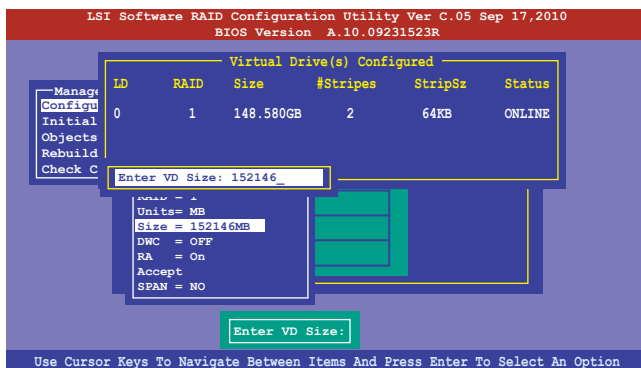 LSI Software RAID Configuration Utility Ver C.05 Sep 17,2010
BIOS Version A.10.09231523R
Virtual Drive(s) Configured
LD RAID Size #Stripes StripSz Status
0 1 148.580GB 2 64KB ONLINE
Manage
Configu
Initial
Objects
Rebuild
Check C
Enter VD Size: 152146_
RAID = 1
Units= MB
Size = 152146MB
DWC = OFF
RA = On
Accept
SPAN = NO
Enter VD Size:
Use Cursor Keys To Navigate Between Items And Press Enter To Select An Option